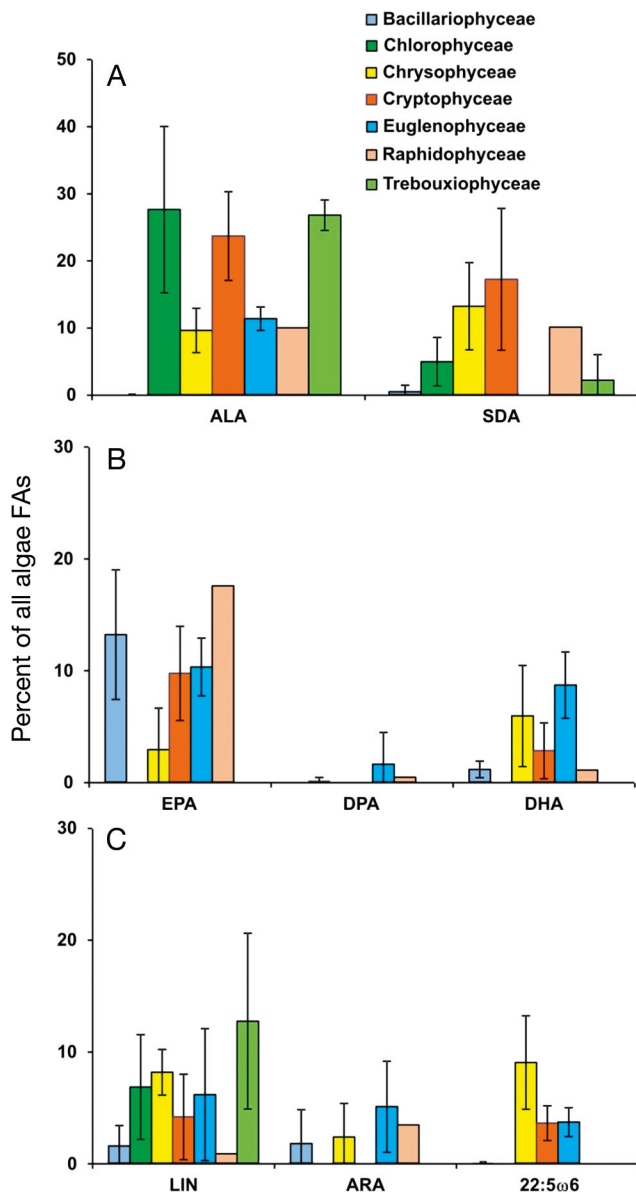 Bacillariophyceae
Chlorophyceae
Chrysophyceae
Cryptophyceae
Euglenophyceae
Raphidophyceae
Trebouxiophyceae
A
50
40
30
20
10
0
ALA SDA
Percent of all algae FAs
B
30
20
10
0
EPA DPA DHA
C
30
20
10
0
LIN ARA 22:5ω6